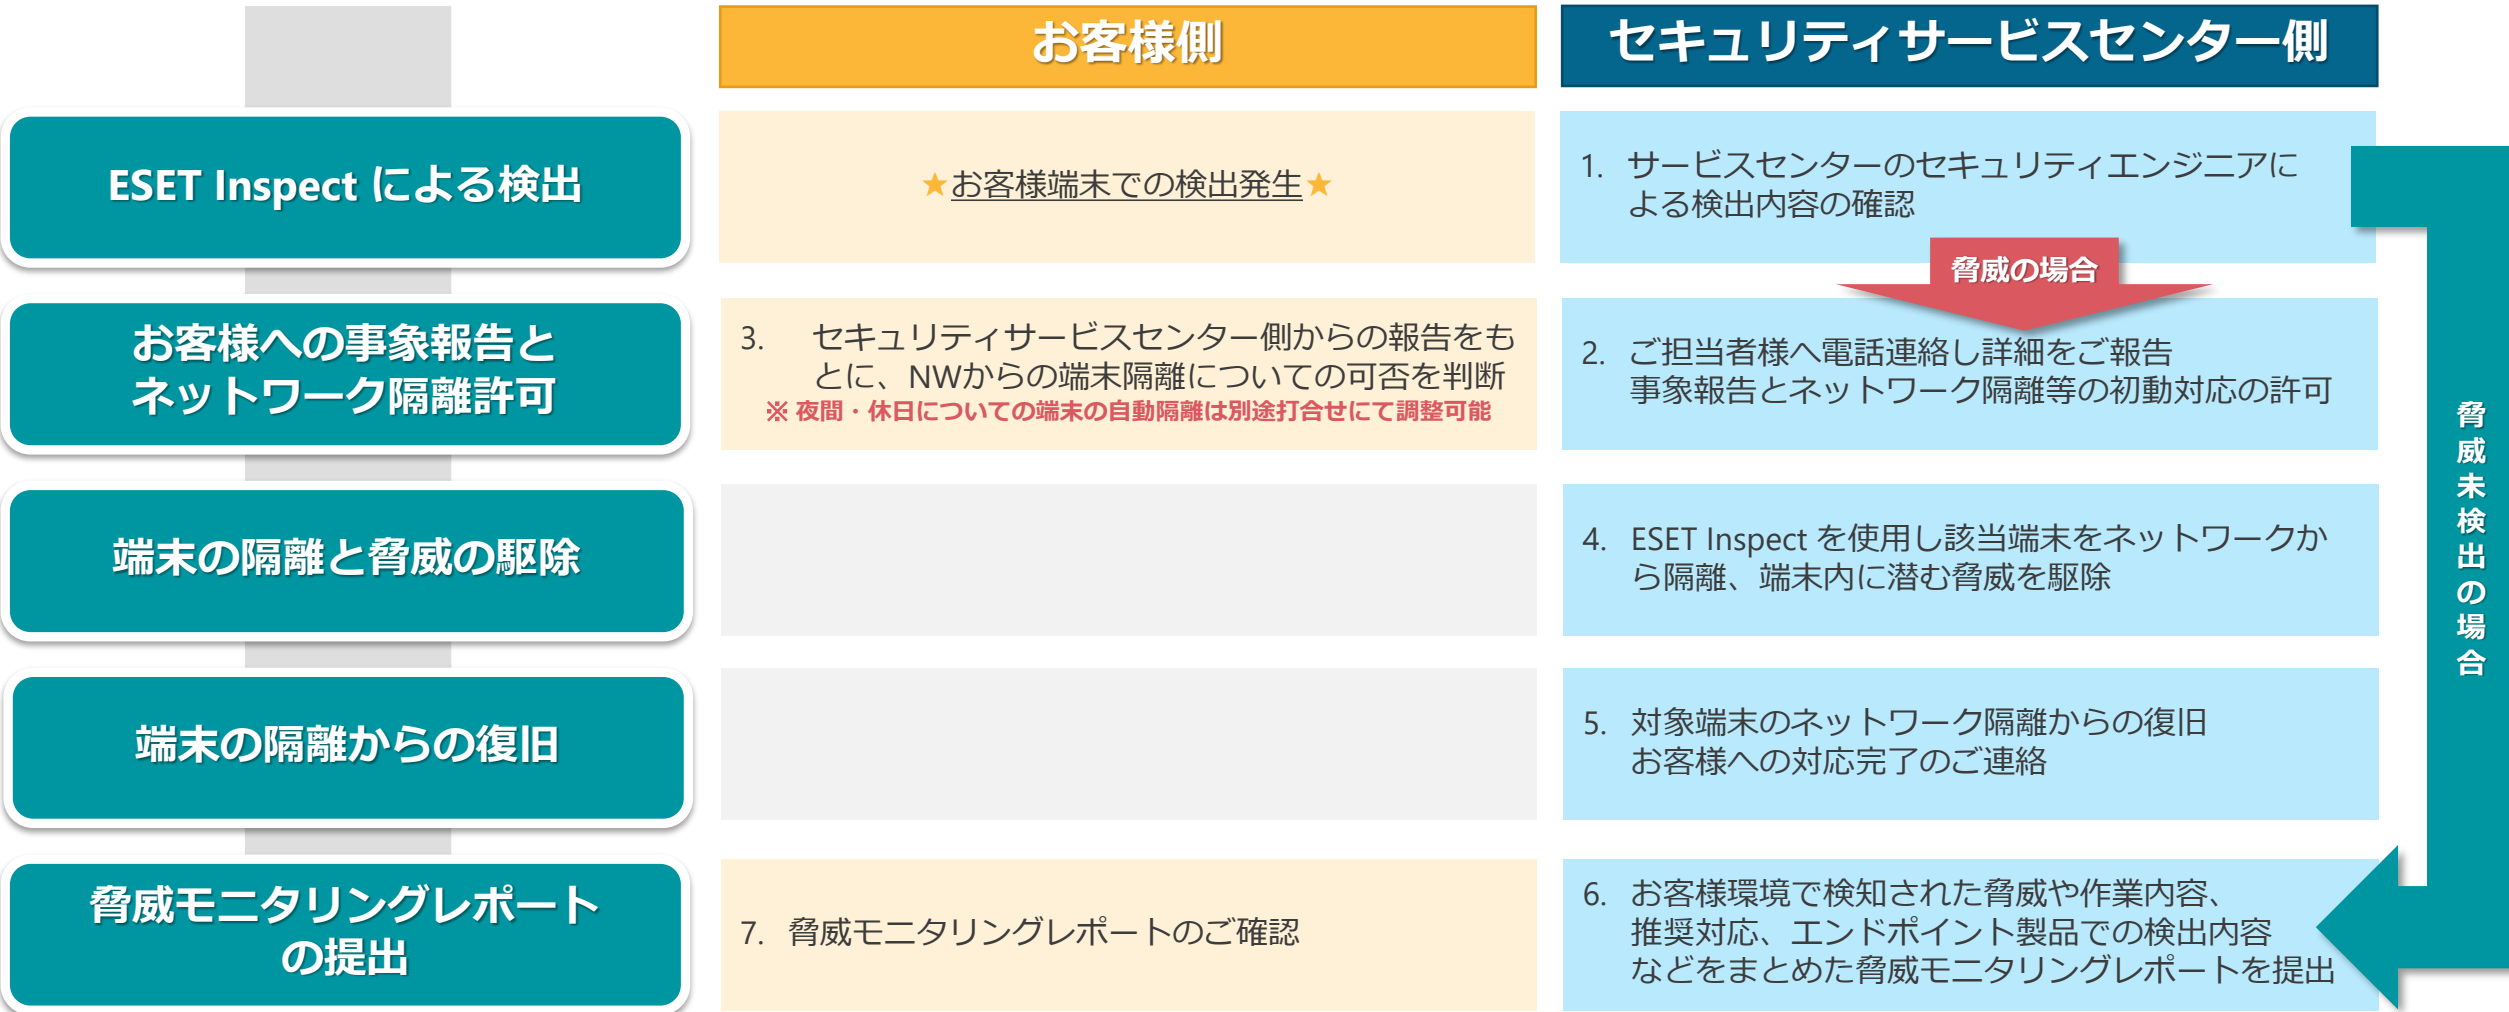 お客様側
セキュリティサービスセンター側
ESET Inspect による検出
★お客様端末での検出発生★
1. サービスセンターのセキュリティエンジニアに
よる検出内容の確認
脅威の場合
お客様への事象報告と
ネットワーク隔離許可
3. セキュリティサービスセンター側からの報告をも
とに、NWからの端末隔離についての可否を判断
※ 夜間・休日についての端末の自動隔離は別途打合せにて調整可能
2. ご担当者様へ電話連絡し詳細をご報告
事象報告とネットワーク隔離等の初動対応の許可
脅威未検出の場合
端末の隔離と脅威の駆除
4. ESET Inspect を使用し該当端末をネットワークか
ら隔離、端末内に潜む脅威を駆除
端末の隔離からの復旧
5. 対象端末のネットワーク隔離からの復旧
お客様への対応完了のご連絡
脅威モニタリングレポート
の提出
7. 脅威モニタリングレポートのご確認
6. お客様環境で検知された脅威や作業内容、
推奨対応、エンドポイント製品での検出内容
などをまとめた脅威モニタリングレポートを提出